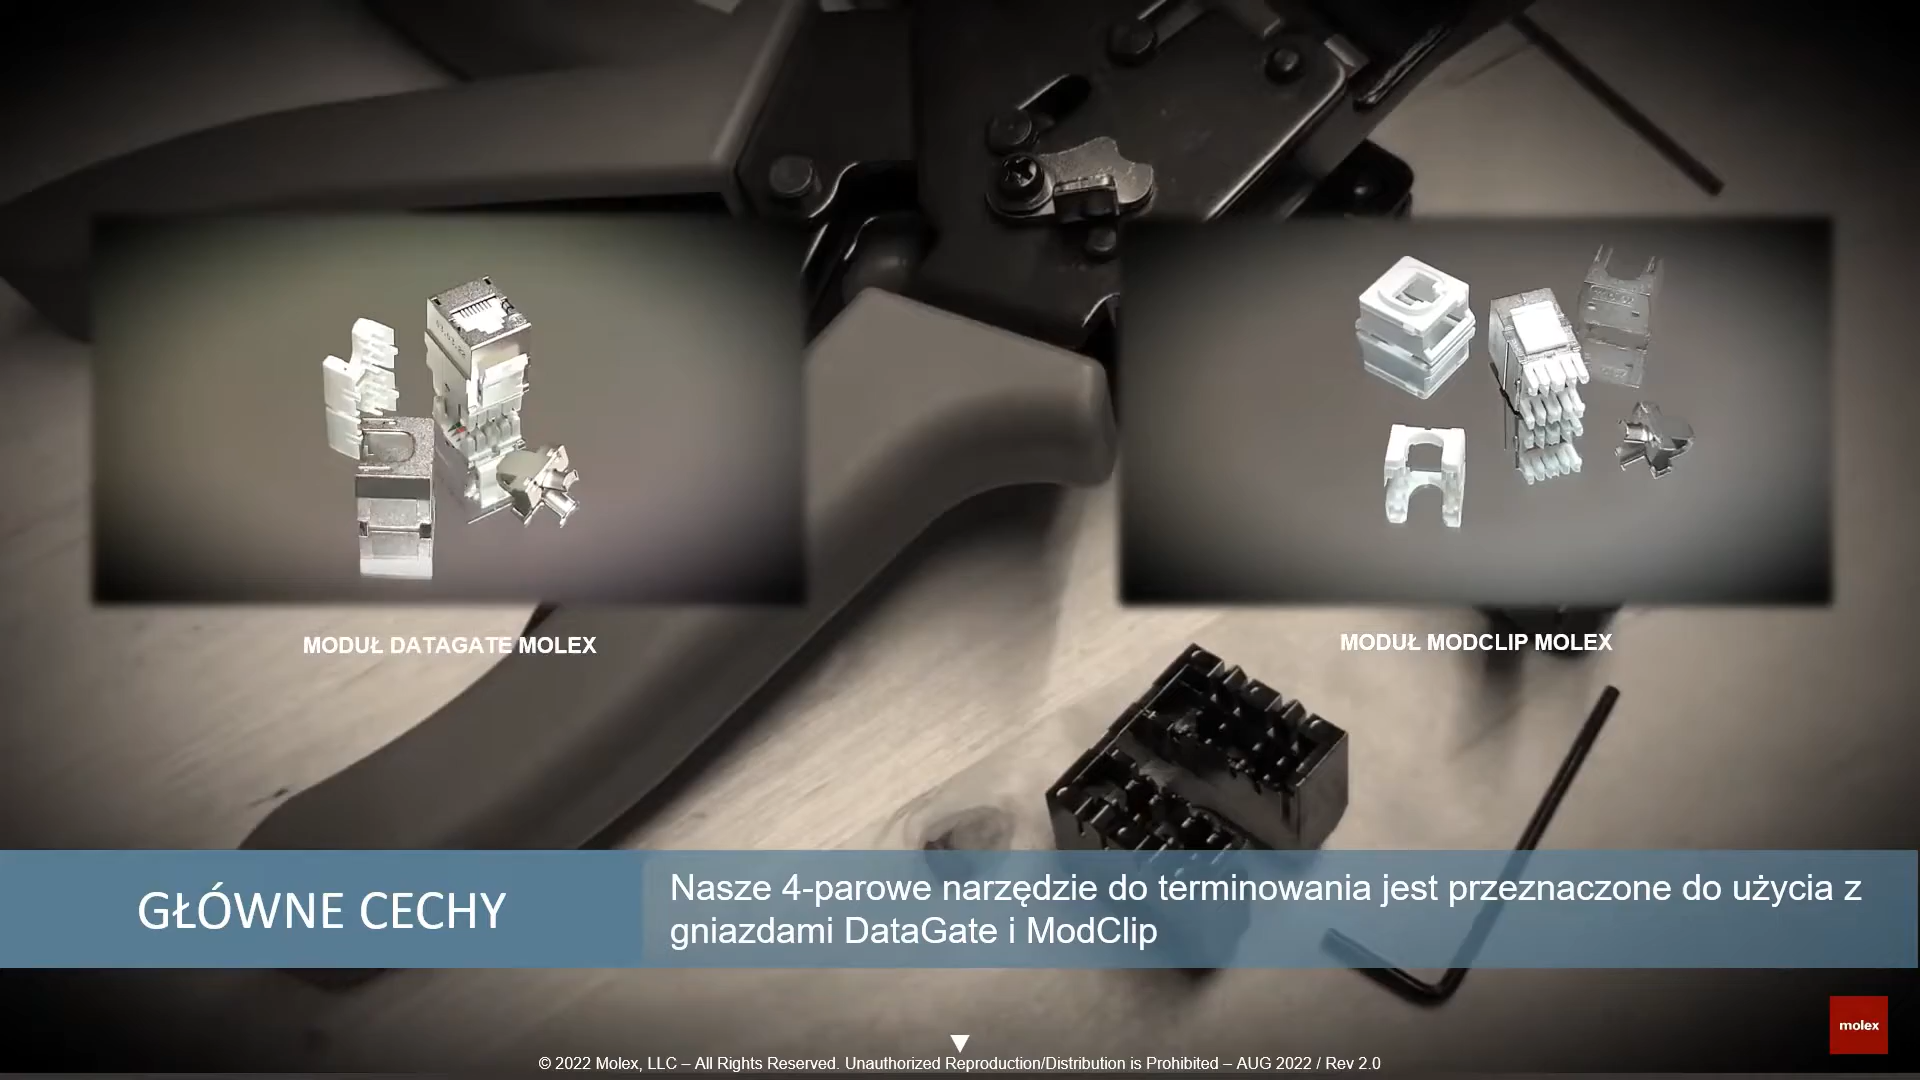 MODUŁ DATAGATE MOLEX
MODUŁ MODCLIP MOLEX
GŁÓWNE CECHY
Nasze 4-parowe narzędzie do terminowania jest przeznaczone do użycia z
gniazdami DataGate i ModClip
molex
© 2022 Molex, LLC – All Rights Reserved. Unauthorized Reproduction/Distribution is Prohibited – AUG 2022 / Rev 2.0